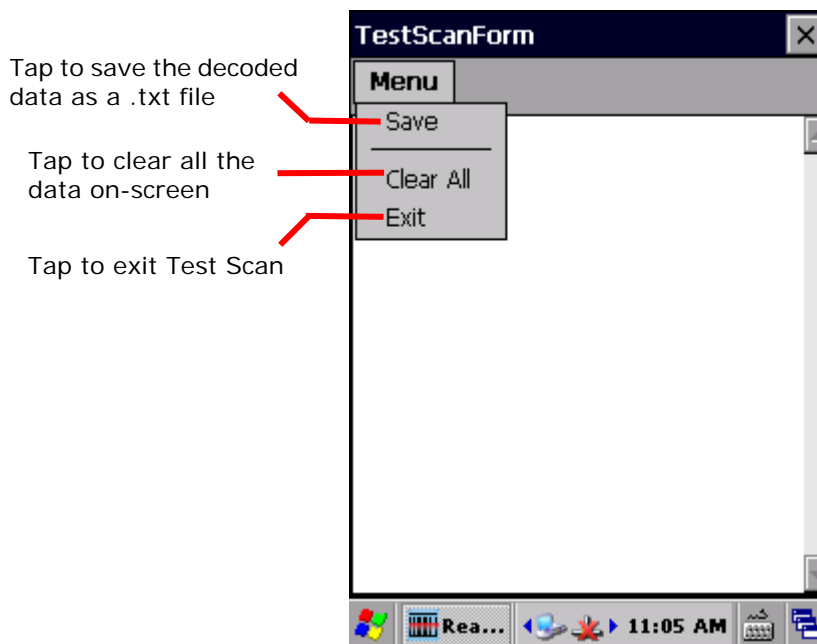 TestScanForm
Menu
Tap to save the decoded
data as a .txt file
Save
Tap to clear all the
data on-screen
Clear All
Exit
Tap to exit Test Scan
Rea...
11:05 AM